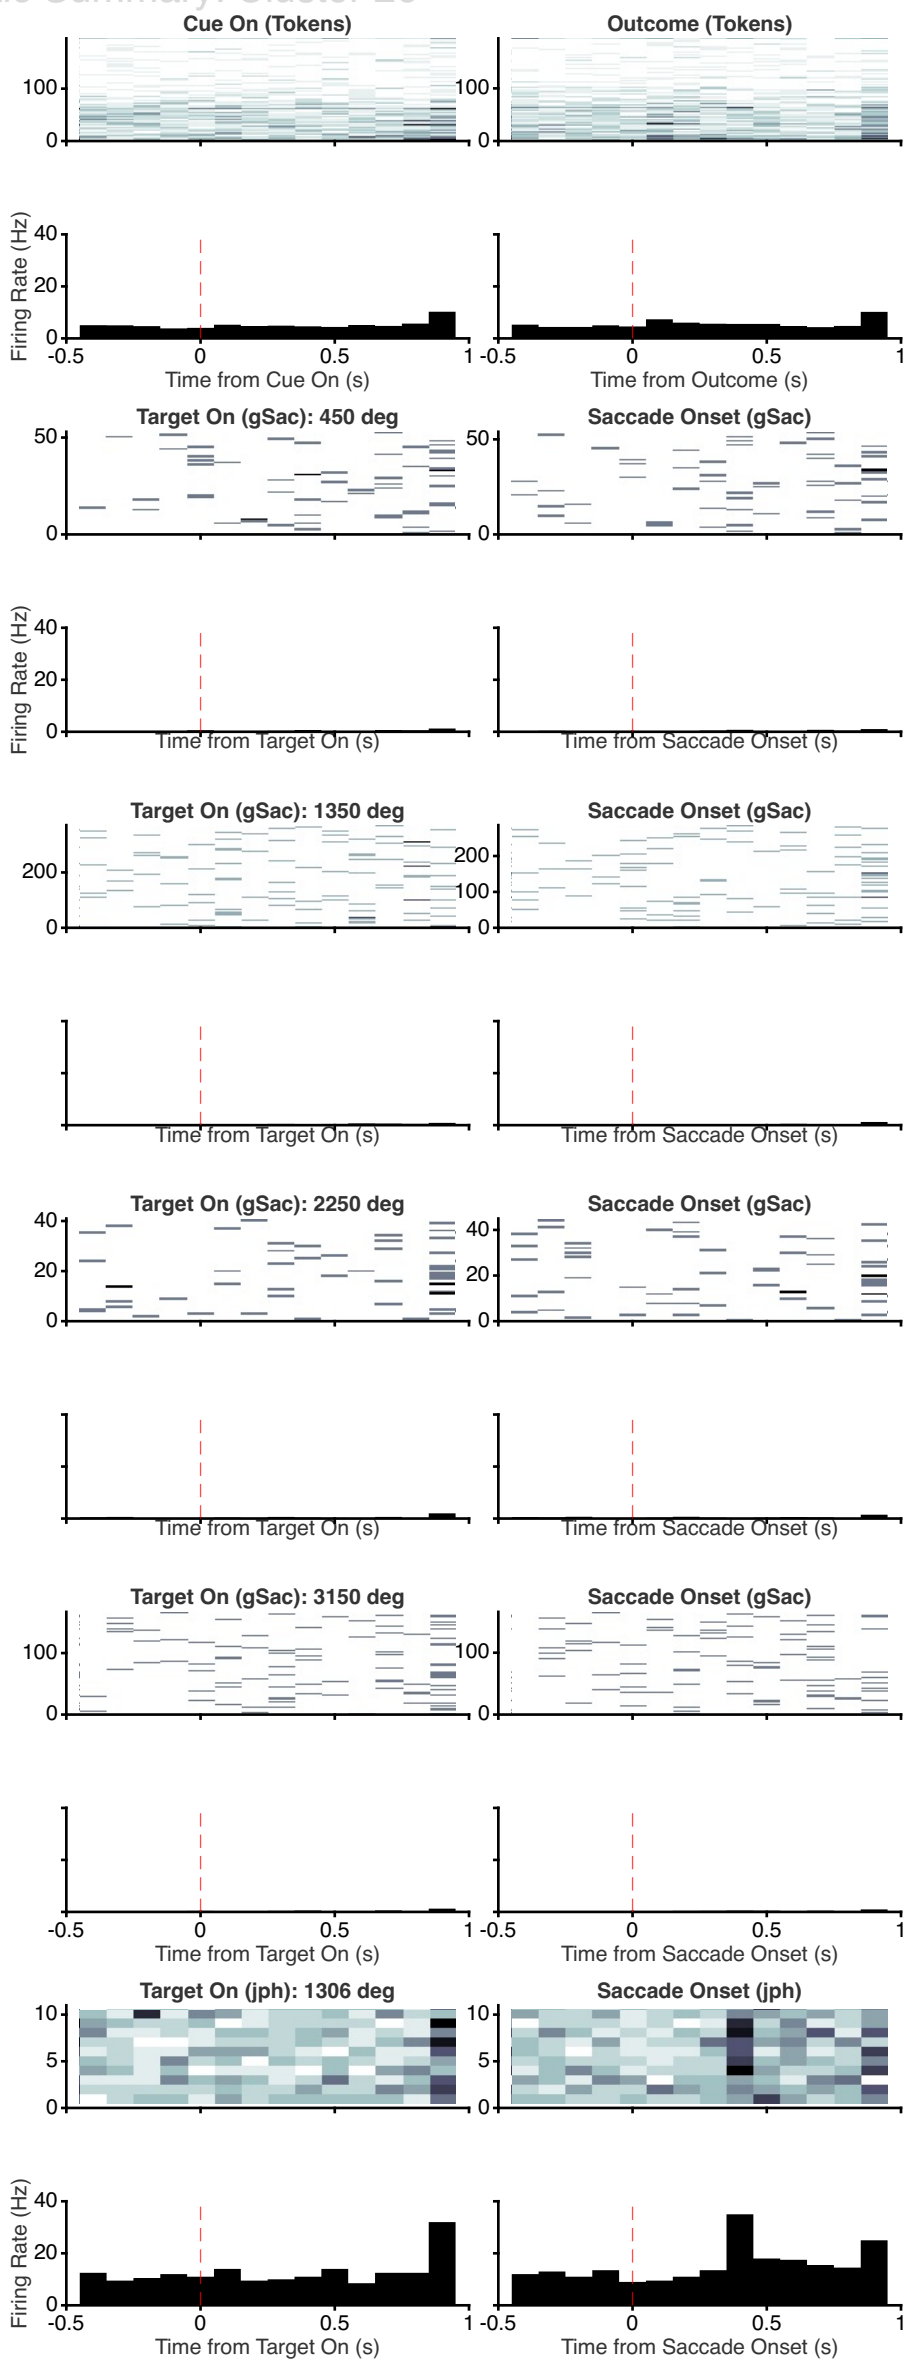 Summary: Cluster
Cue On (Tokens)
Outcome (Tokens)
100
0
100
0
Firing Rate (Hz)
40
20
0
-0.5 0 0.5 1
-0.5 0 0.5 1
Time from Cue On (s)
Time from Outcome (s)
Target On (gSac): 450 deg
Saccade Onset (gSac)
50
0
50
0
Firing Rate (Hz)
40
20
0
Time from Target On (s)
Time from Saccade Onset (s)
Target On (gSac): 1350 deg
Saccade Onset (gSac)
200
0
200
100
0
Time from Target On (s)
Time from Saccade Onset (s)
Target On (gSac): 2250 deg
Saccade Onset (gSac)
40
20
0
40
20
0
Time from Target On (s)
Time from Saccade Onset (s)
Target On (gSac): 3150 deg
Saccade Onset (gSac)
100
0
100
0
-0.5 0 0.5 1
-0.5 0 0.5 1
Time from Target On (s)
Time from Saccade Onset (s)
Target On (jph): 1306 deg
Saccade Onset (jph)
10
5
0
10
5
0
Firing Rate (Hz)
40
20
0
-0.5 0 0.5 1
-0.5 0 0.5 1
Time from Target On (s)
Time from Saccade Onset (s)